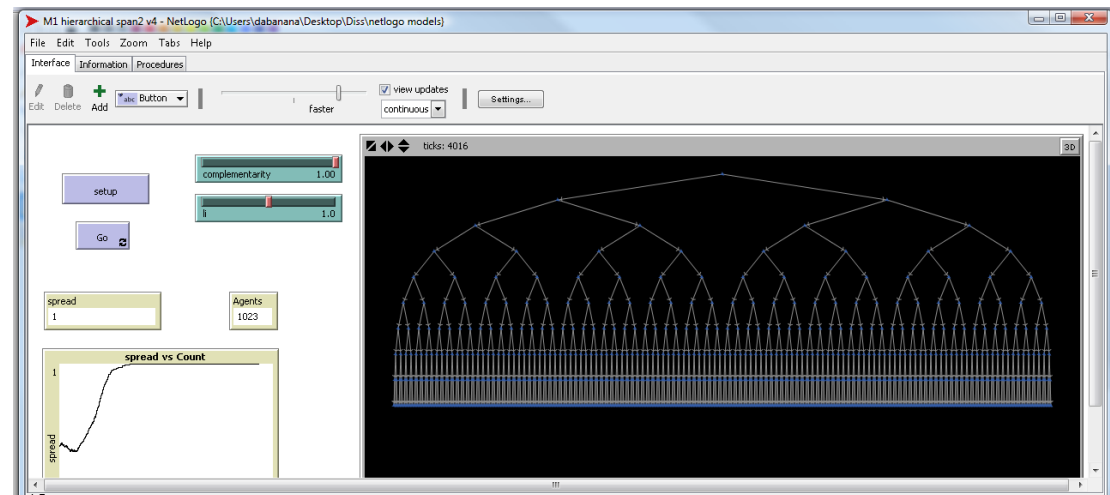 M1 hierarchical span2 v4 - NetLogo {C:\Users\dabanana\Desktop\Diss\netlogo models}
File Edit Tools Zoom Tabs Help
Interface Information Procedures
Edit Delete Add abc Button faster view updates continuous Settings...
ticks: 4016 3D
complementarity 1.00
setup
li 1.0
Go
spread
1
Agents
1023
spread vs Count
1
spread